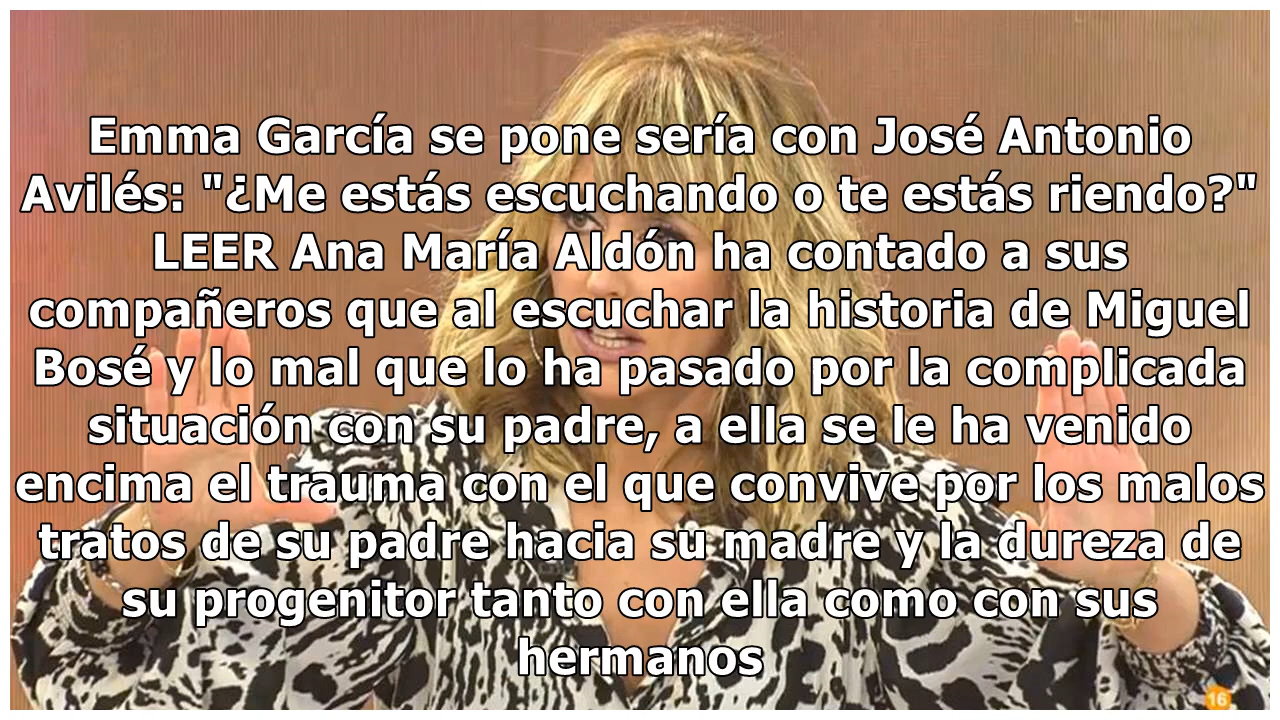 Emma García se pone sería con José Antonio
Avilés: "¿Me estás escuchando o te estás riendo?"
LEER Ana María Aldón ha contado a sus
compañeros que al escuchar la historia de Miguel
Bosé y lo mal que lo ha pasado por la complicada
situación con su padre, a ella se le ha venido
encima el trauma con el que convive por los malos
tratos de su padre hacia su madre y la dureza de
su progenitor tanto con ella como con sus
hermanos
16